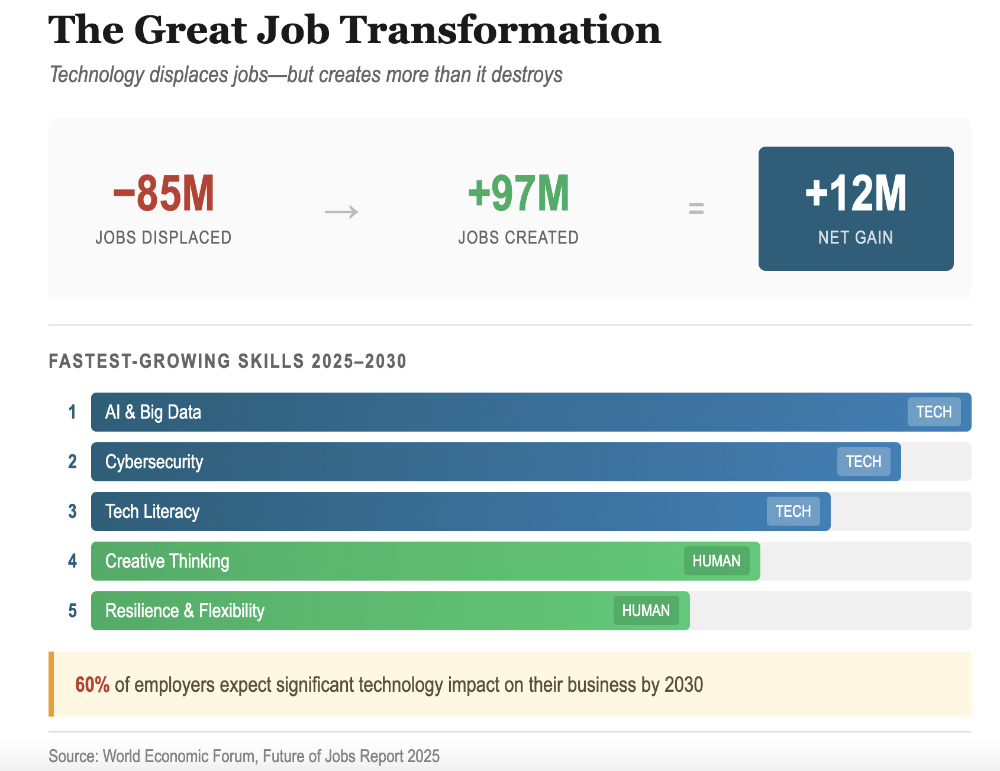 The Great Job Transformation
Technology displaces jobs—but creates more than it destroys
−85M
JOBS DISPLACED
→
+97M
JOBS CREATED
=
+12M
NET GAIN
FASTEST-GROWING SKILLS 2025–2030
1 AI & Big Data TECH
2 Cybersecurity TECH
3 Tech Literacy TECH
4 Creative Thinking HUMAN
5 Resilience & Flexibility HUMAN
60% of employers expect significant technology impact on their business by 2030
Source: World Economic Forum, Future of Jobs Report 2025